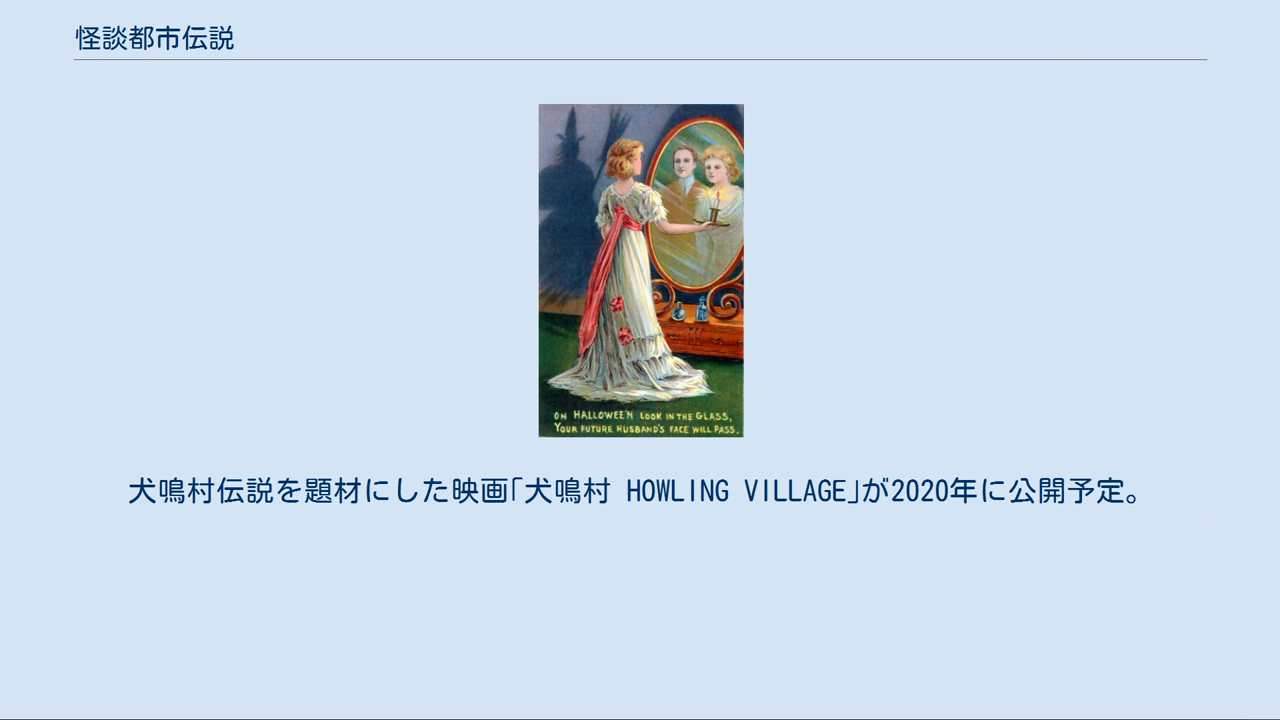 怪談都市伝説
ON HALLOWE'N LOOK IN THE GLASS,
YOUR FUTURE HUSBAND'S FACE WILL PASS.
犬鳴村伝説を題材にした映画｢犬鳴村 HOWLING VILLAGE｣が2020年に公開予定。